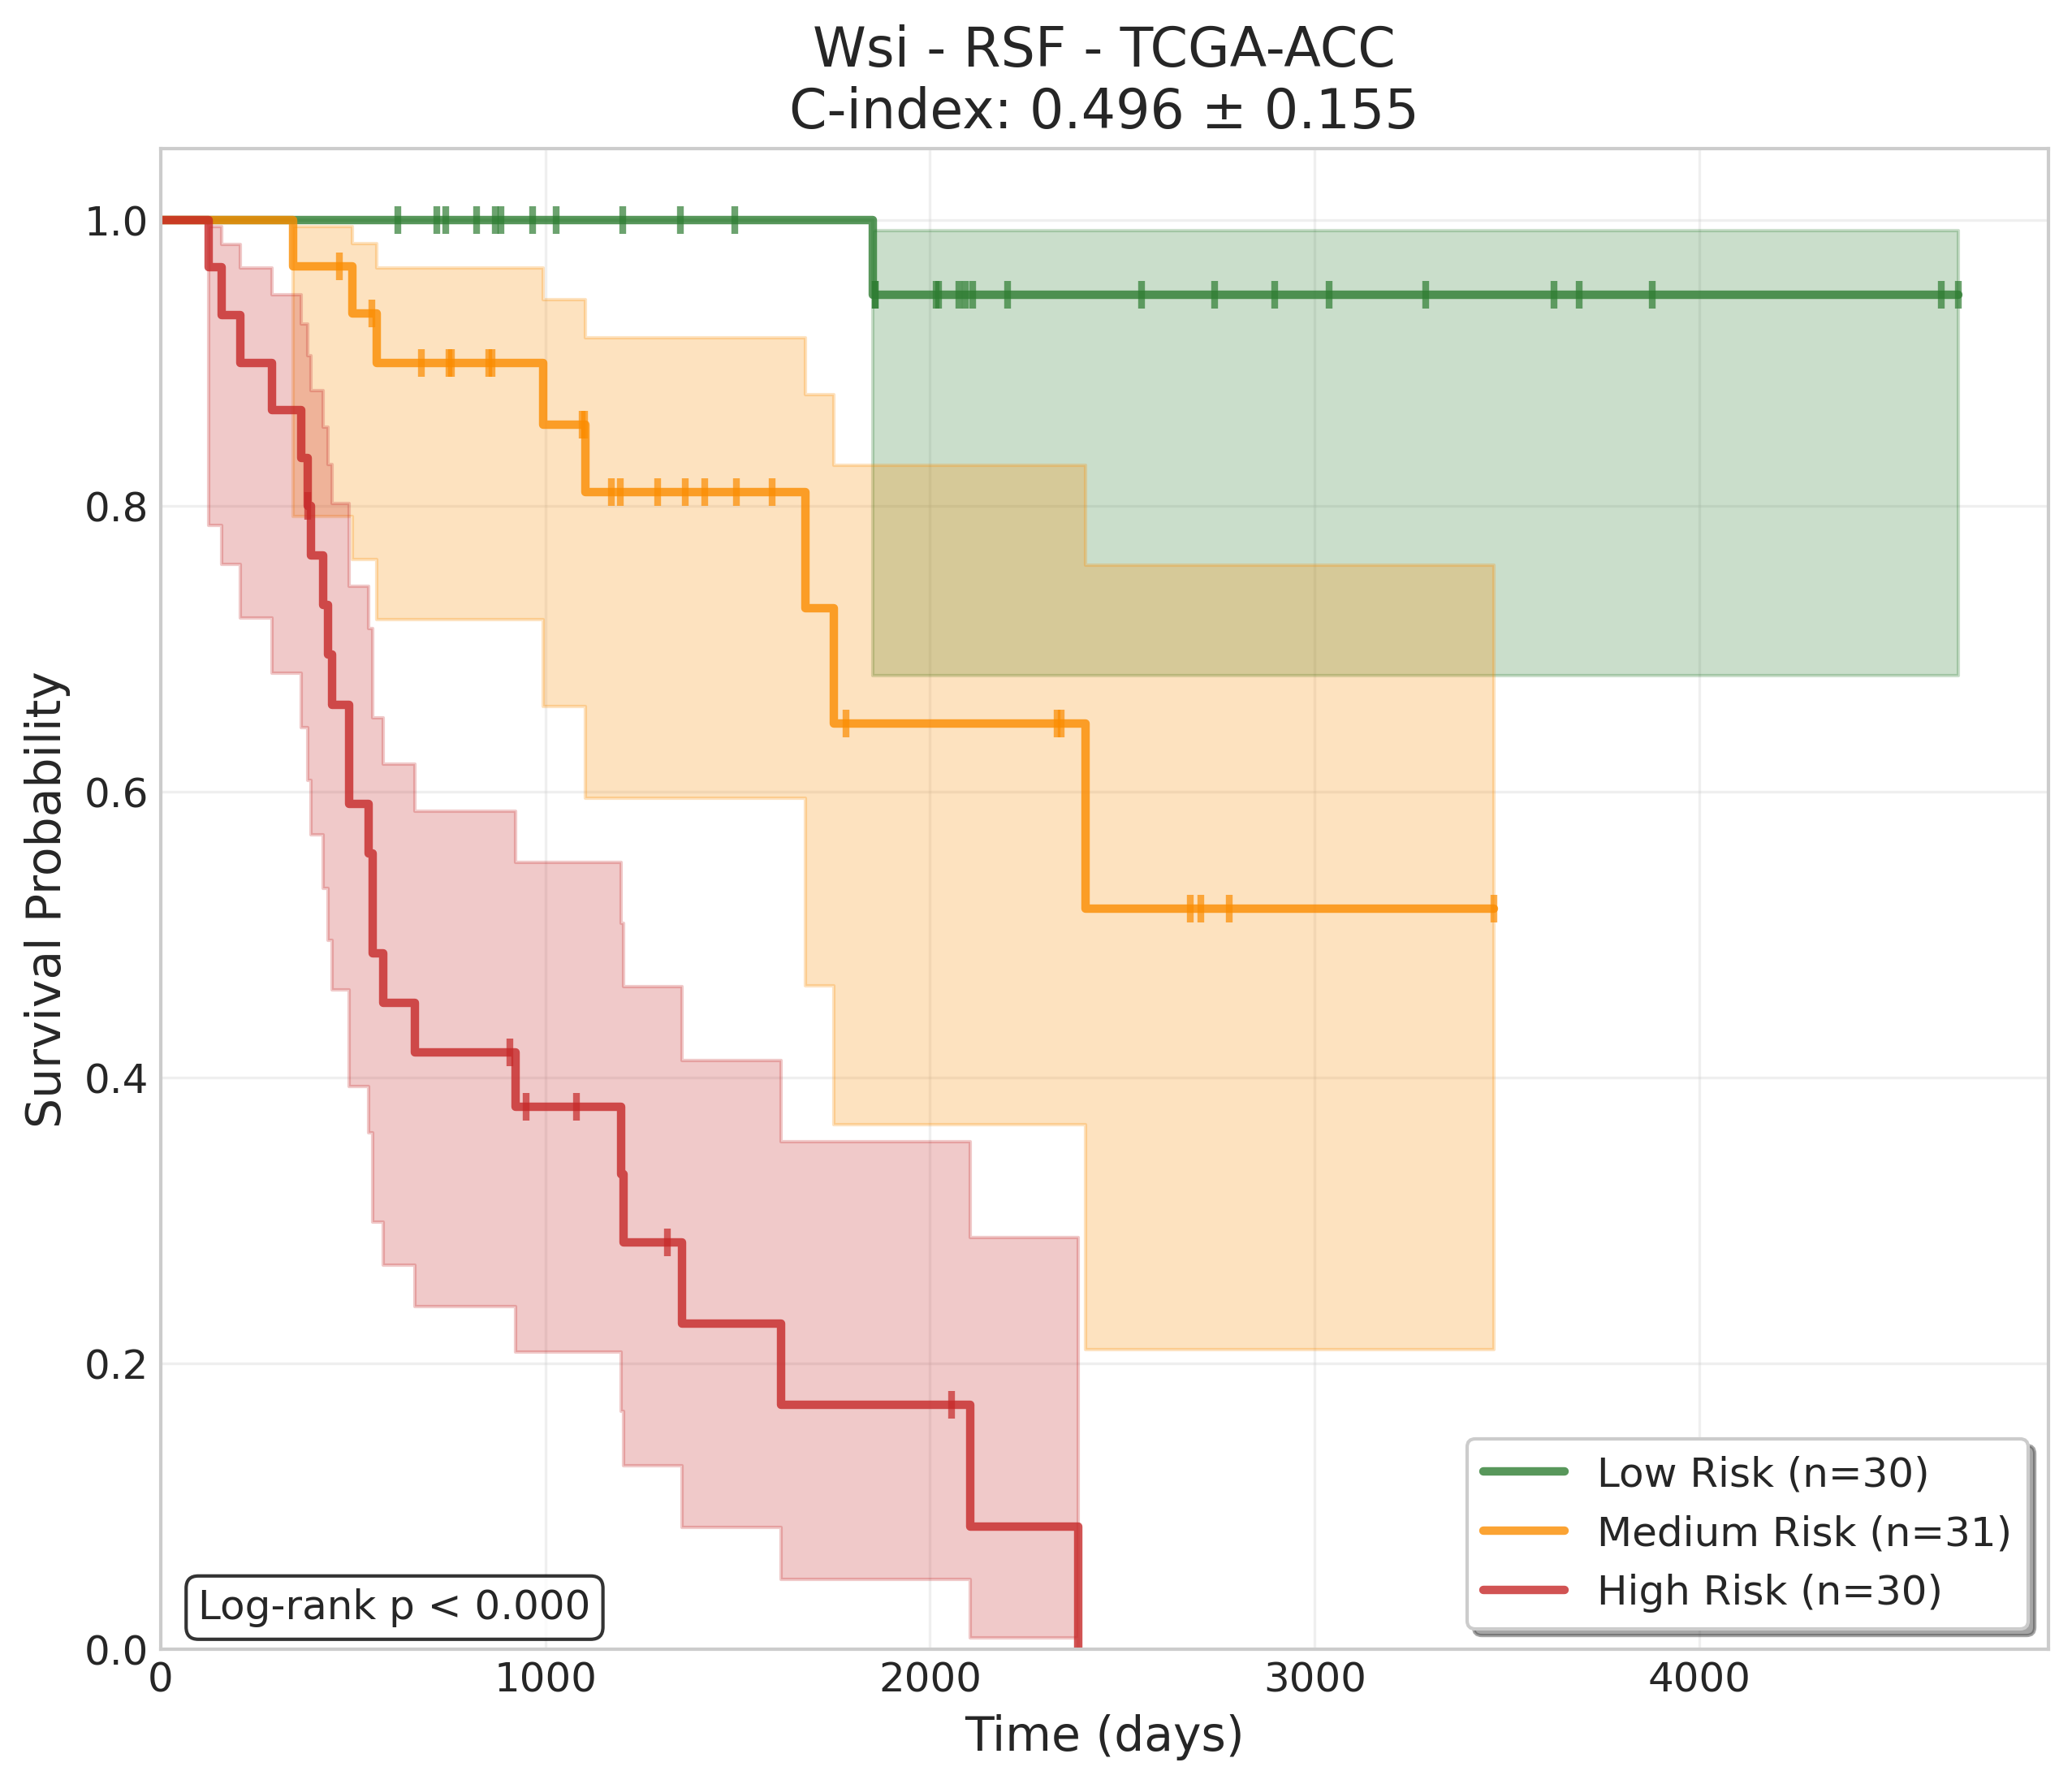 Wsi - RSF - TCGA-ACC
C-index: 0.496 ± 0.155
Survival Probability
1.0
0.8
0.6
0.4
0.2
0.0
Log-rank p < 0.000
Low Risk (n=30)
Medium Risk (n=31)
High Risk (n=30)
0 1000 2000 3000 4000
Time (days)